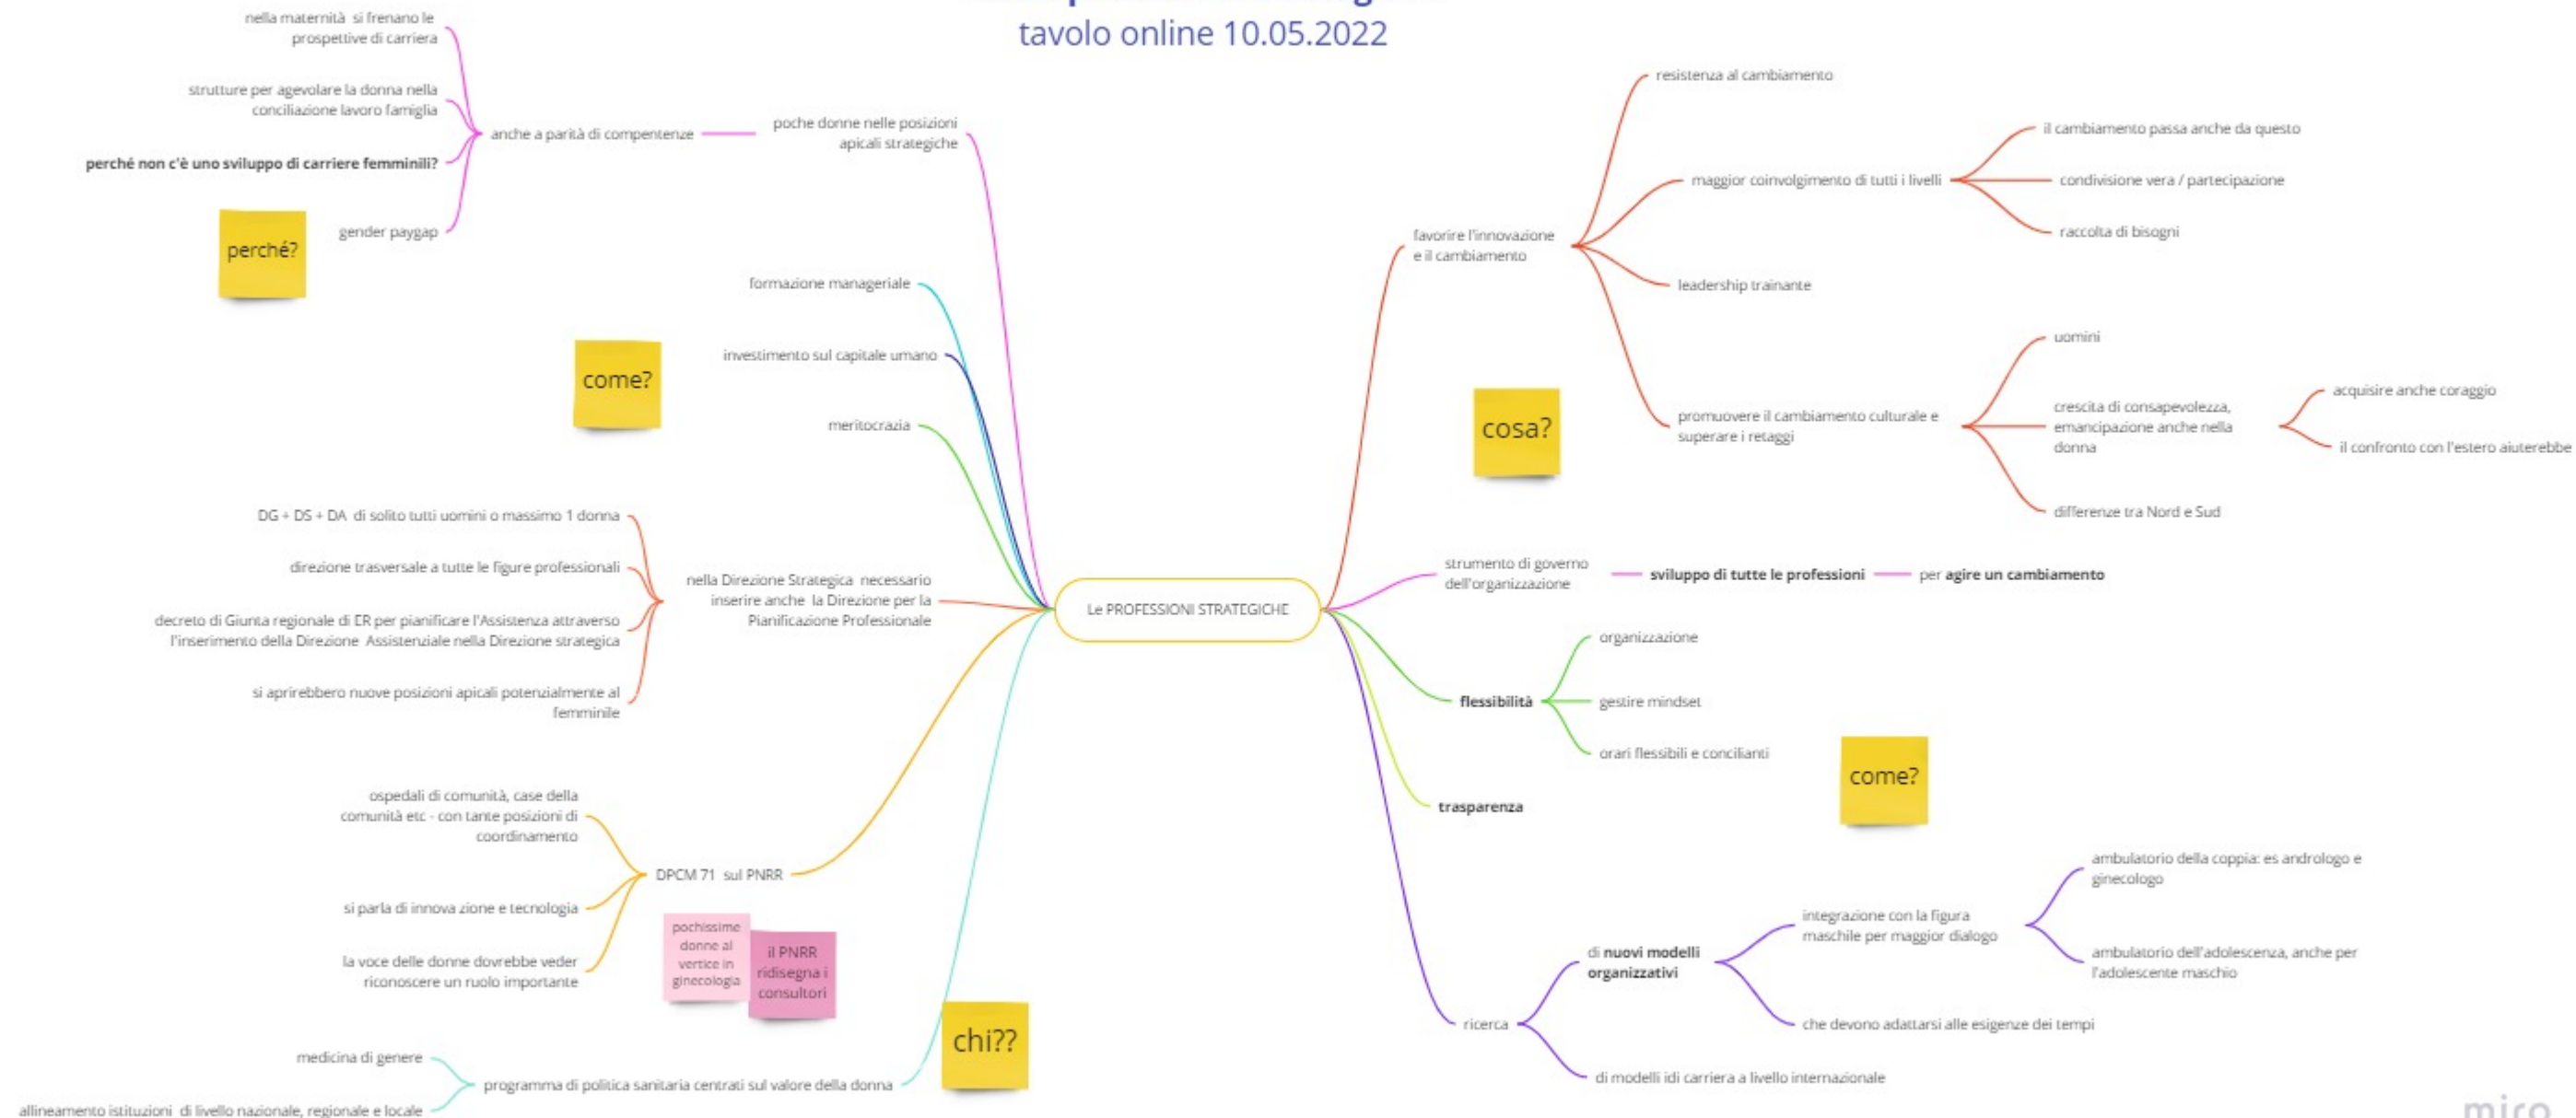 tavolo online 10.05.2022
nella maternità si frenano le
prospettive di carriera
strutture per agevolare la donna nella
conciliazione lavoro famiglia
perché non c'è uno sviluppo di carriere femminili?
gender paygap
anche a parità di compentenze
poche donne nelle posizioni
apicali strategiche
perché?
formazione manageriale
investimento sul capitale umano
meritocrazia
come?
DG + DS + DA di solito tutti uomini o massimo 1 donna
direzione trasversale a tutte le figure professionali
decreto di Giunta regionale di ER per pianificare l'Assistenza attraverso
l'inserimento della Direzione Assistenziale nella Direzione strategica
si aprirebbero nuove posizioni apicali potenzialmente al
femminile
nella Direzione Strategica necessario
inserire anche la Direzione per la
Pianificazione Professionale
ospedali di comunità, case della
comunità etc - con tante posizioni di
coordinamento
si parla di innova zione e tecnologia
la voce delle donne dovrebbe veder
riconoscere un ruolo importante
DPCM 71 sul PNRR
pochissime
donne al
vertice in
ginecologia
il PNRR
ridisegna i
consultori
chi??
medicina di genere
allineamento istituzioni di livello nazionale, regionale e locale
programma di politica sanitaria centrati sul valore della donna
Le PROFESSIONI STRATEGICHE
favorire l'innovazione
e il cambiamento
resistenza al cambiamento
maggior coinvolgimento di tutti i livelli
il cambiamento passa anche da questo
condivisione vera / partecipazione
raccolta di bisogni
leadership trainante
promuovere il cambiamento culturale e
superare i retaggi
uomini
crescita di consapevolezza,
emancipazione anche nella
donna
acquisire anche coraggio
il confronto con l'estero aiuterebbe
differenze tra Nord e Sud
cosa?
strumento di governo
dell'organizzazione
sviluppo di tutte le professioni
per agire un cambiamento
flessibilità
organizzazione
gestire mindset
orari flessibili e concilianti
trasparenza
come?
ricerca
di nuovi modelli
organizzativi
integrazione con la figura
maschile per maggior dialogo
ambulatorio della coppia: es andrologo e
ginecologo
ambulatorio dell'adolescenza, anche per
l'adolescente maschio
che devono adattarsi alle esigenze dei tempi
di modelli idi carriera a livello internazionale
miro